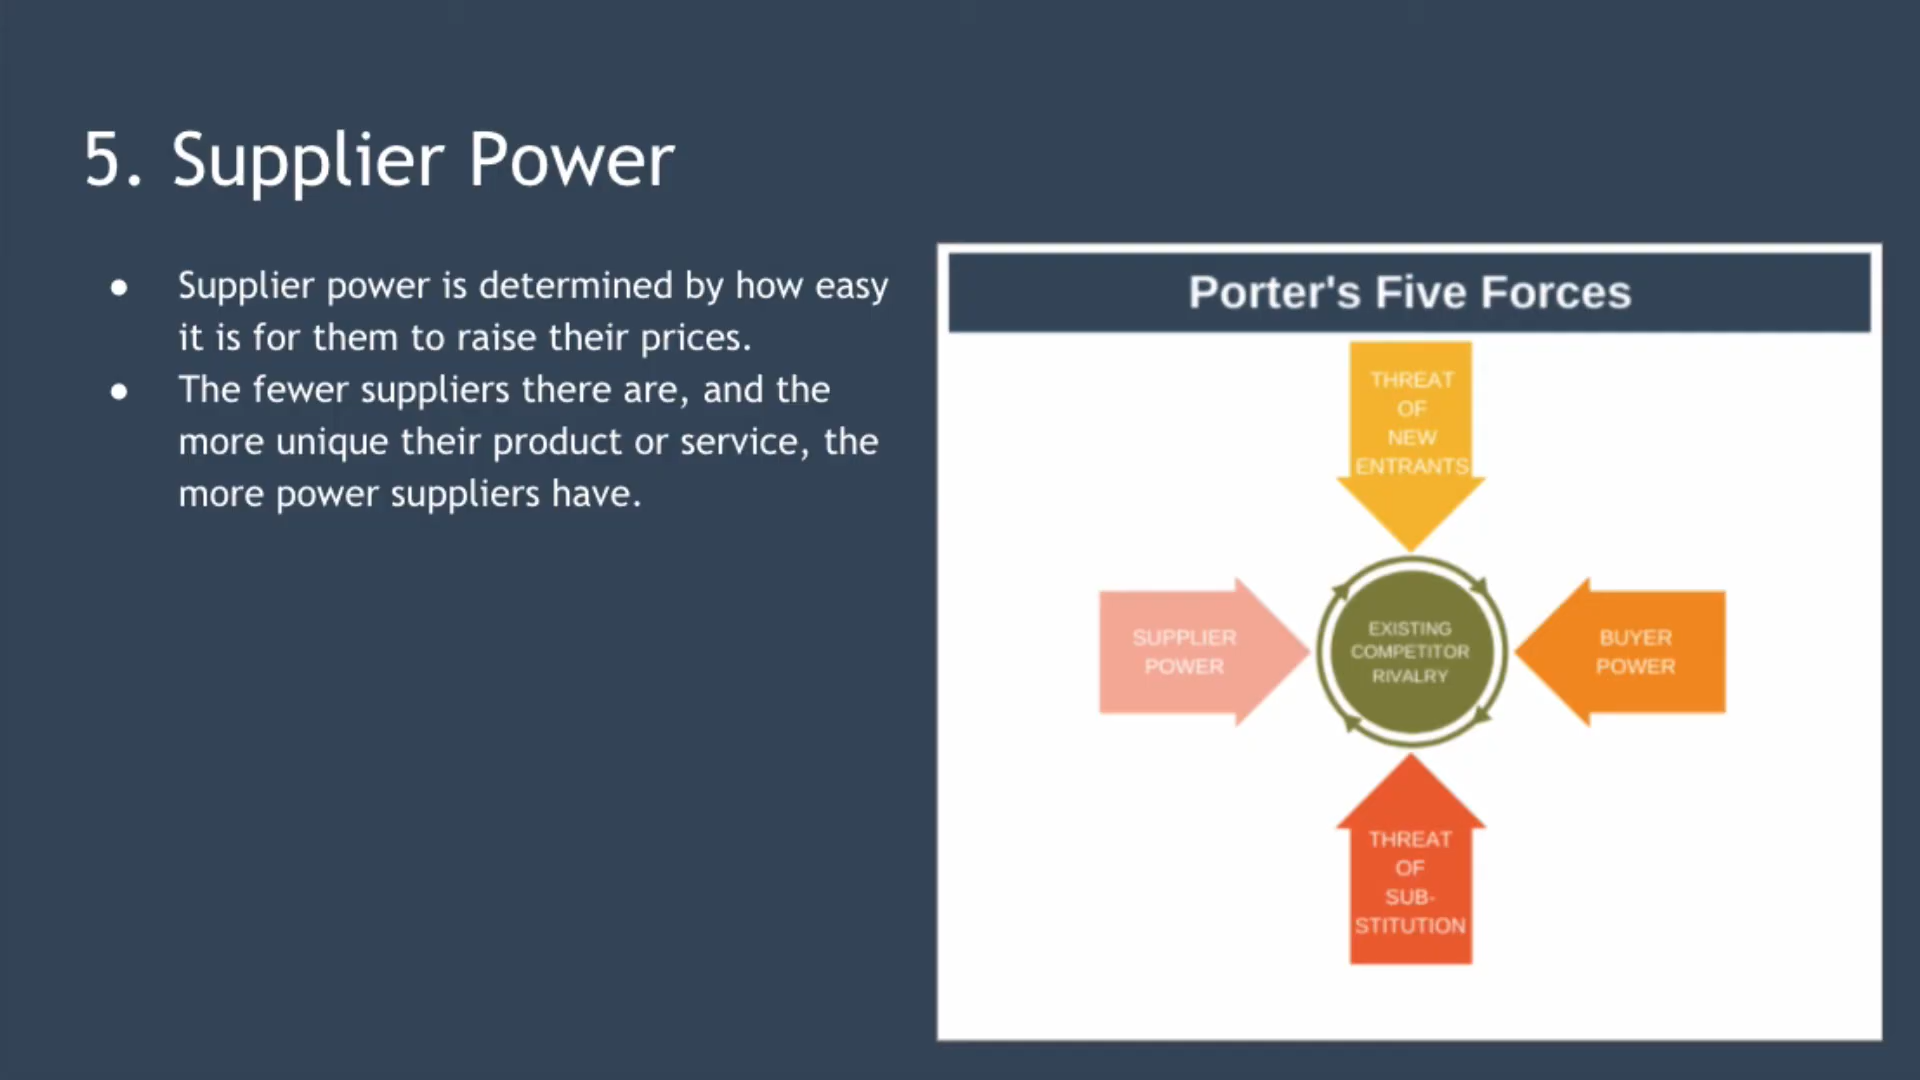 5. Supplier Power
● Supplier power is determined by how easy
it is for them to raise their prices.
● The fewer suppliers there are, and the
more unique their product or service, the
more power suppliers have.
Porter's Five Forces
THREAT
OF
NEW
ENTRANTS
SUPPLIER
POWER
EXISTING
COMPETITOR
RIVALRY
BUYER
POWER
THREAT
OF
SUB-
STITUTION